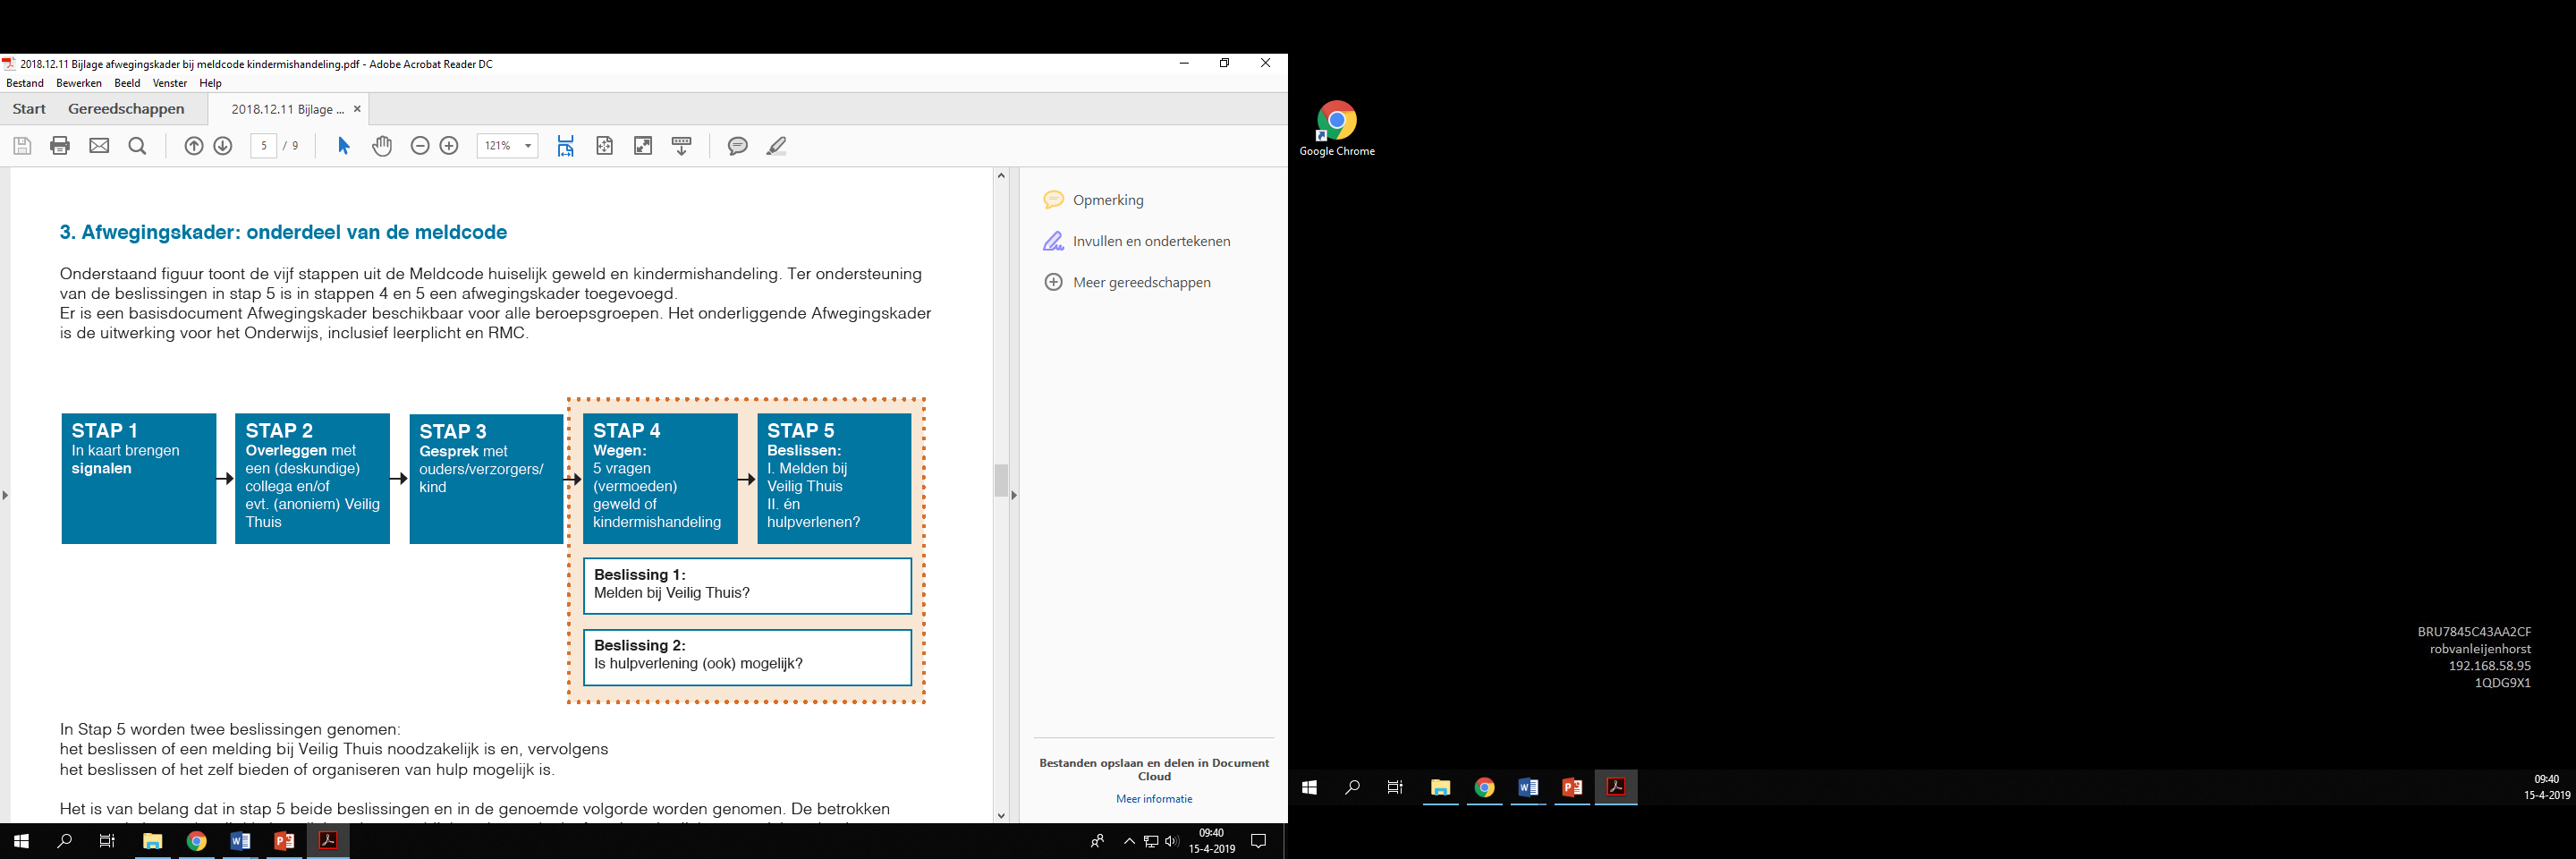 2018.12.11 Bijlage afwegingskader bij meldcode kindermishandeling.pdf - Adobe Acrobat Reader DC
Bestand Bewerken Beeld Venster Help
Start Gereedschappen 2018.12.11 Bijlage ... ×
5 / 9 121%
3. Afwegingskader: onderdeel van de meldcode
Onderstaand figuur toont de vijf stappen uit de Meldcode huiselijk geweld en kindermishandeling. Ter ondersteuning
van de beslissingen in stap 5 is in stappen 4 en 5 een afwegingskader toegevoegd.
Er is een basisdocument Afwegingskader beschikbaar voor alle beroepsgroepen. Het onderliggende Afwegingskader
is de uitwerking voor het Onderwijs, inclusief leerplicht en RMC.
STAP 1
In kaart brengen
signalen
STAP 2
Overleggen met
een (deskundige)
collega en/of
evt. (anoniem) Veilig
Thuis
STAP 3
Gesprek met
ouders/verzorgers/
kind
STAP 4
Wegen:
5 vragen
(vermoeden)
geweld of
kindermishandeling
STAP 5
Beslissen:
I. Melden bij
Veilig Thuis
II. én
hulpverlenen?
Beslissing 1:
Melden bij Veilig Thuis?
Beslissing 2:
Is hulpverlening (ook) mogelijk?
In Stap 5 worden twee beslissingen genomen:
het beslissen of een melding bij Veilig Thuis noodzakelijk is en, vervolgens
het beslissen of het zelf bieden of organiseren van hulp mogelijk is.
Het is van belang dat in stap 5 beide beslissingen en in de genoemde volgorde worden genomen. De betrokken
Opmerking
Invullen en ondertekenen
Meer gereedschappen
Bestanden opslaan en delen in Document
Cloud
Meer informatie
09:40
15-4-2019
Google Chrome
BRU7845C43AA2CF
robvanleijenhorst
192.168.58.95
1QDG9X1
09:40
15-4-2019